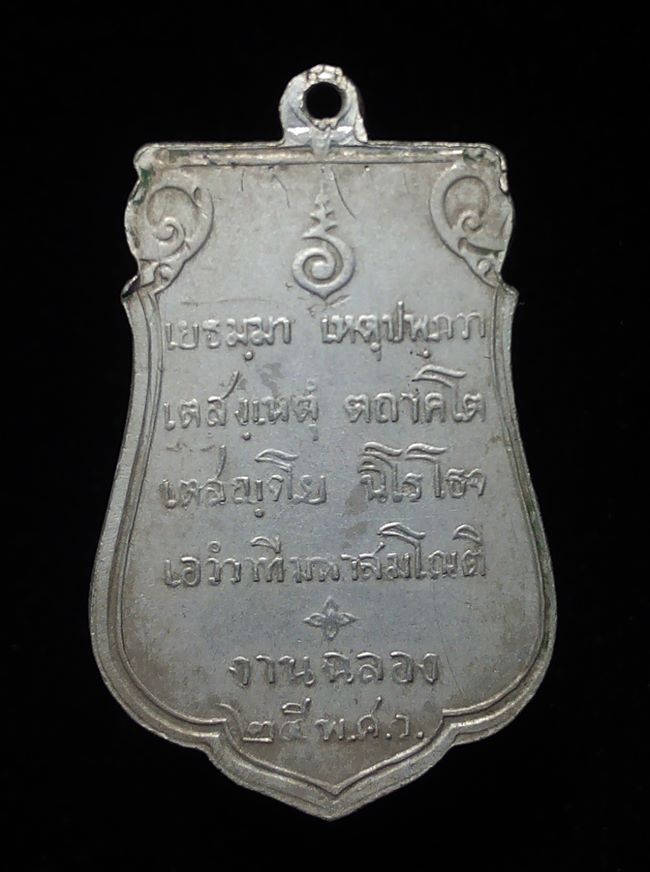 เยธมฺมา เหตุปฺปพฺภวา
เตสํงฺเหตุํ ตถาคโต
เตสญฺจโย นิโรโธจ
เอวํวาทีมหาสมโณติ
งานฉลอง
๒๕ พ.ศ.ว.